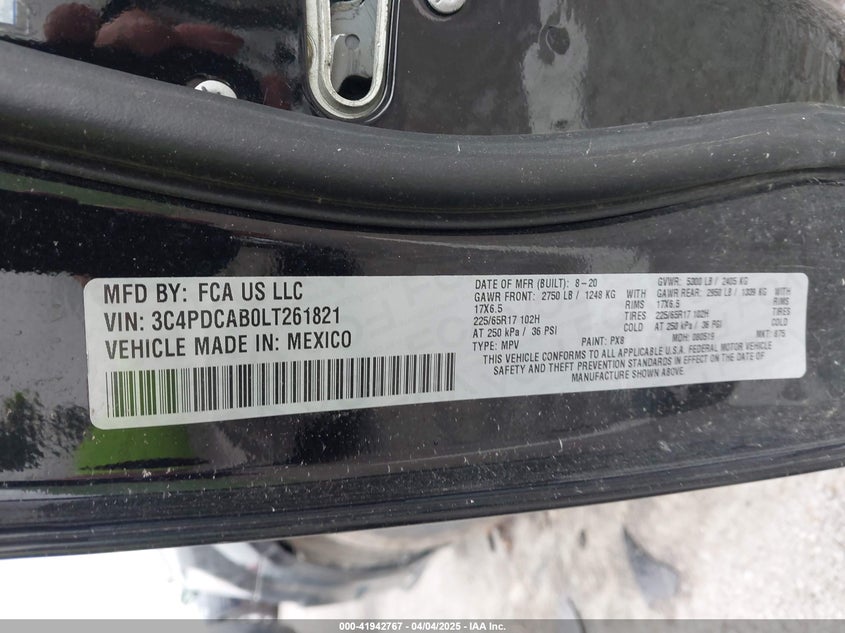 MFD BY: FCA US LLC
VIN: 3C4PDCAB0LT261821
VEHICLE MADE IN: MEXICO
DATE OF MFR (BUILT): 8-20 GVWR: 5300 LB / 2405 KG
GAWR FRONT: 2750 LB / 1248 KG WITH GAWR REAR: 2950 LB / 1339 KG WITH
17X6.5 RIMS 17X6.5 RIMS
225/65R17 102H TIRES 225/65R17 102H TIRES
AT 250 kPa / 36 PSI COLD AT 250 kPa / 36 PSI COLD
TYPE: MPV PAINT: PX8 MDH: 080519 MKT: 875
THIS VEHICLE CONFORMS TO ALL APPLICABLE U.S.A. FEDERAL MOTOR VEHICLE
SAFETY AND THEFT PREVENTION STANDARDS IN EFFECT ON THE DATE OF
MANUFACTURE SHOWN ABOVE.
000-41942767 - 04/04/2025 - IAA Inc.